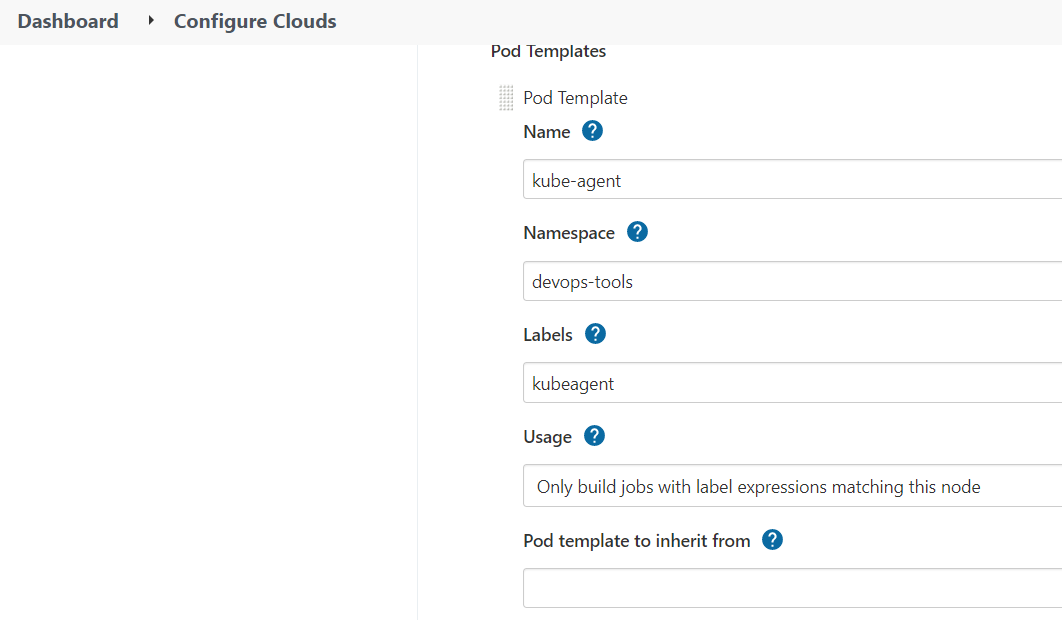 Dashboard Configure Clouds
Pod Templates
Pod Template
Name ?
kube-agent
Namespace ?
devops-tools
Labels ?
kubeagent
Usage ?
Only build jobs with label expressions matching this node
Pod template to inherit from ?